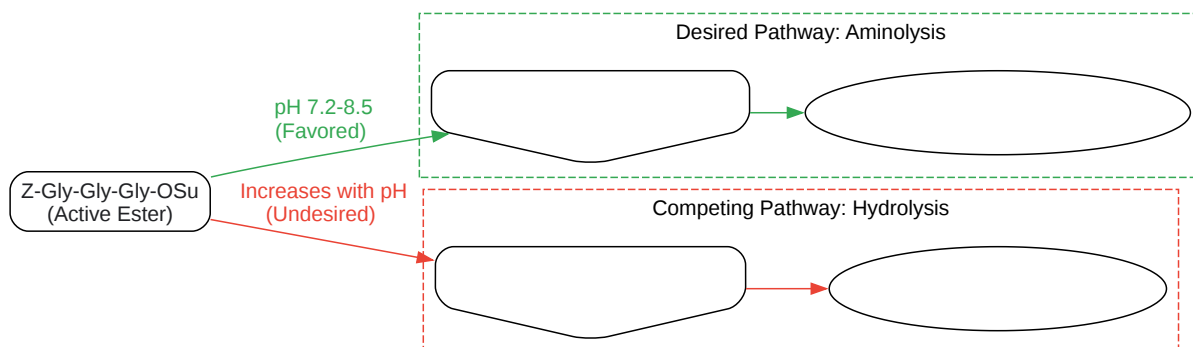 Desired Pathway: Aminolysis
pH 7.2-8.5
(Favored)
Z-Gly-Gly-Gly-OSu
(Active Ester)
Increases with pH
(Undesired)
Competing Pathway: Hydrolysis